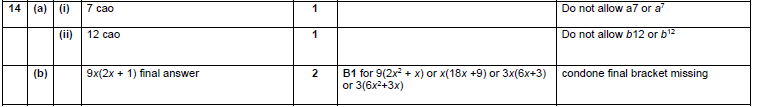 14 (a) (i) 7 cao 1 Do not allow a7 or a⁷
(ii) 12 cao 1 Do not allow b12 or b¹²
(b) 9x(2x + 1) final answer 2 B1 for 9(2x² + x) or x(18x +9) or 3x(6x+3) condone final bracket missing
or 3(6x²+3x)